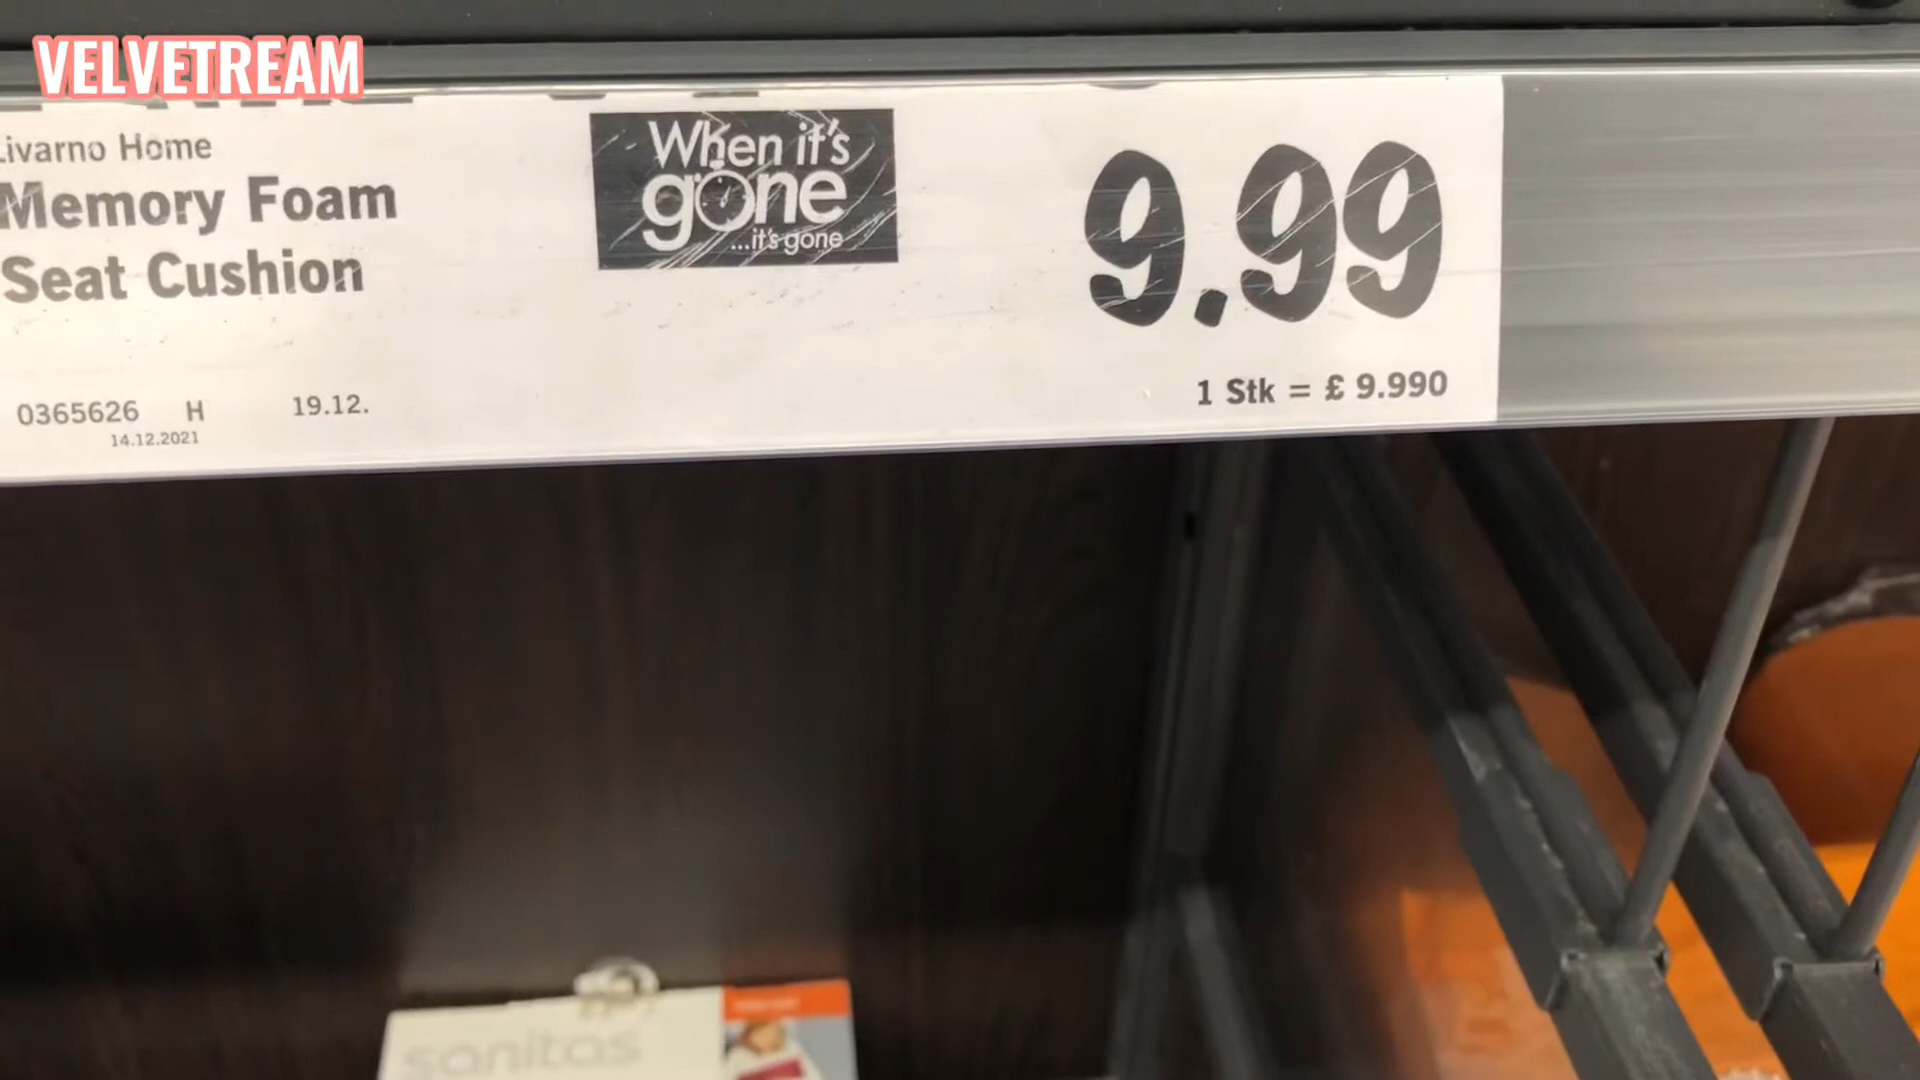 VELVETREAM
Livarno Home
Memory Foam
Seat Cushion
When it's
gone
...it's gone
9.99
1 Stk = £ 9.990
0365626 H 19.12.
14.12.2021
sanitas